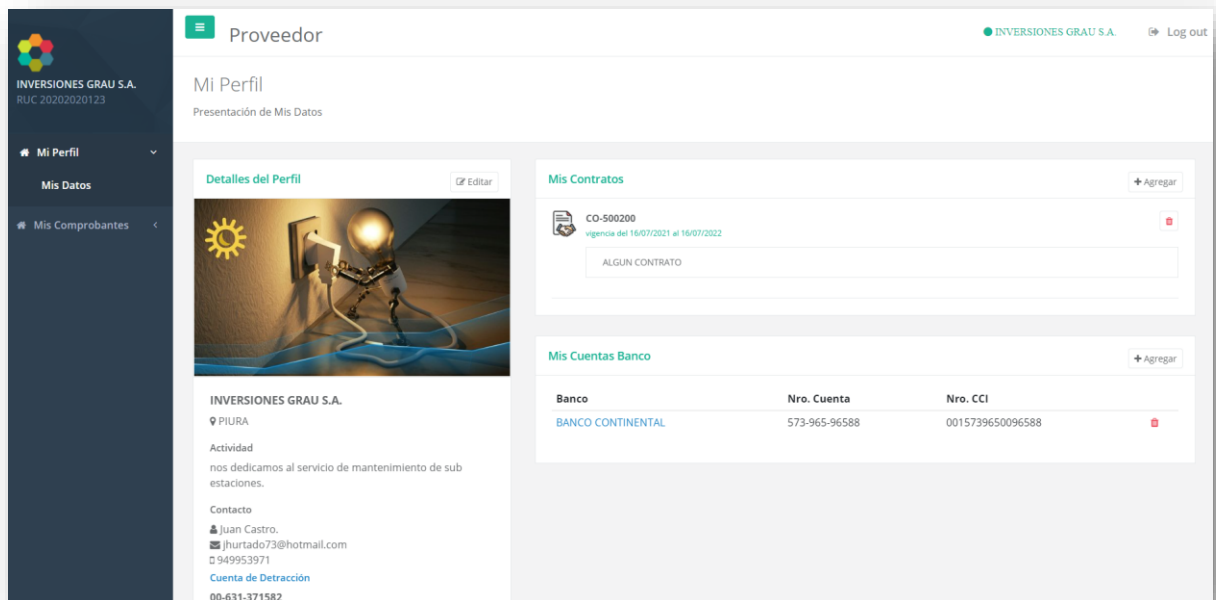 INVERSIONES GRAU S.A.
RUC 20202020123
Mi Perfil
Mis Datos
Mis Comprobantes
Proveedor
INVERSIONES GRAU S.A.
Log out
Mi Perfil
Presentación de Mis Datos
Detalles del Perfil
Editar
INVERSIONES GRAU S.A.
PIURA
Actividad
nos dedicamos al servicio de mantenimiento de sub
estaciones.
Contacto
Juan Castro.
jhurtado73@hotmail.com
949953971
Cuenta de Detracción
00-631-371582
Mis Contratos
+ Agregar
CO-500200
vigencia del 16/07/2021 al 16/07/2022
ALGUN CONTRATO
Mis Cuentas Banco
+ Agregar
Banco Nro. Cuenta Nro. CCI
BANCO CONTINENTAL 573-965-96588 0015739650096588